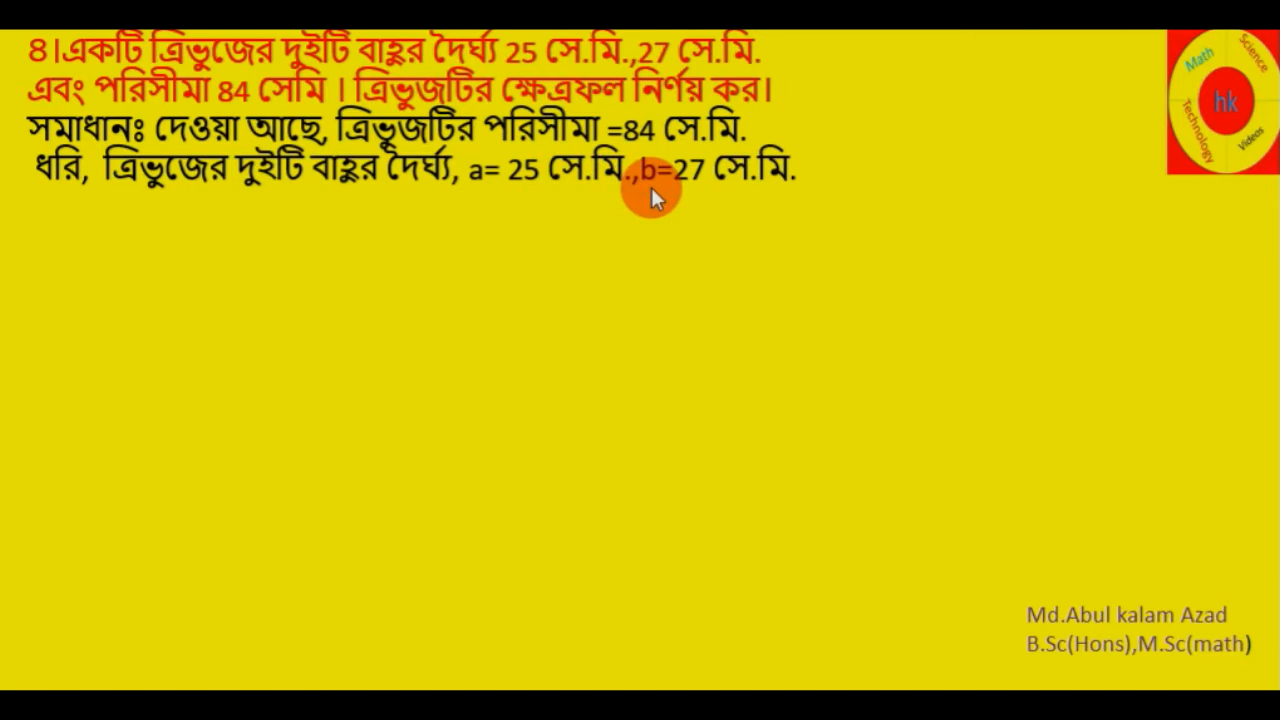 ৪।একটি ত্রিভুজের দুইটি বাহুর দৈর্ঘ্য 25 সে.মি.,27 সে.মি.
এবং পরিসীমা 84 সেমি । ত্রিভুজটির ক্ষেত্রফল নির্ণয় কর।
সমাধানঃ দেওয়া আছে, ত্রিভুজটির পরিসীমা =84 সে.মি.
ধরি, ত্রিভুজের দুইটি বাহুর দৈর্ঘ্য, a= 25 সে.মি.,b=27 সে.মি.
Math
Science
hk
Technology
Videos
Md.Abul kalam Azad
B.Sc(Hons),M.Sc(math)